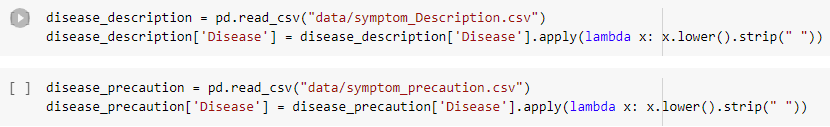 disease_description = pd.read_csv("data/symptom_Description.csv")
disease_description['Disease'] = disease_description['Disease'].apply(lambda x: x.lower().strip(" "))
[ ] disease_precaution = pd.read_csv("data/symptom_precaution.csv")
disease_precaution['Disease'] = disease_precaution['Disease'].apply(lambda x: x.lower().strip(" "))